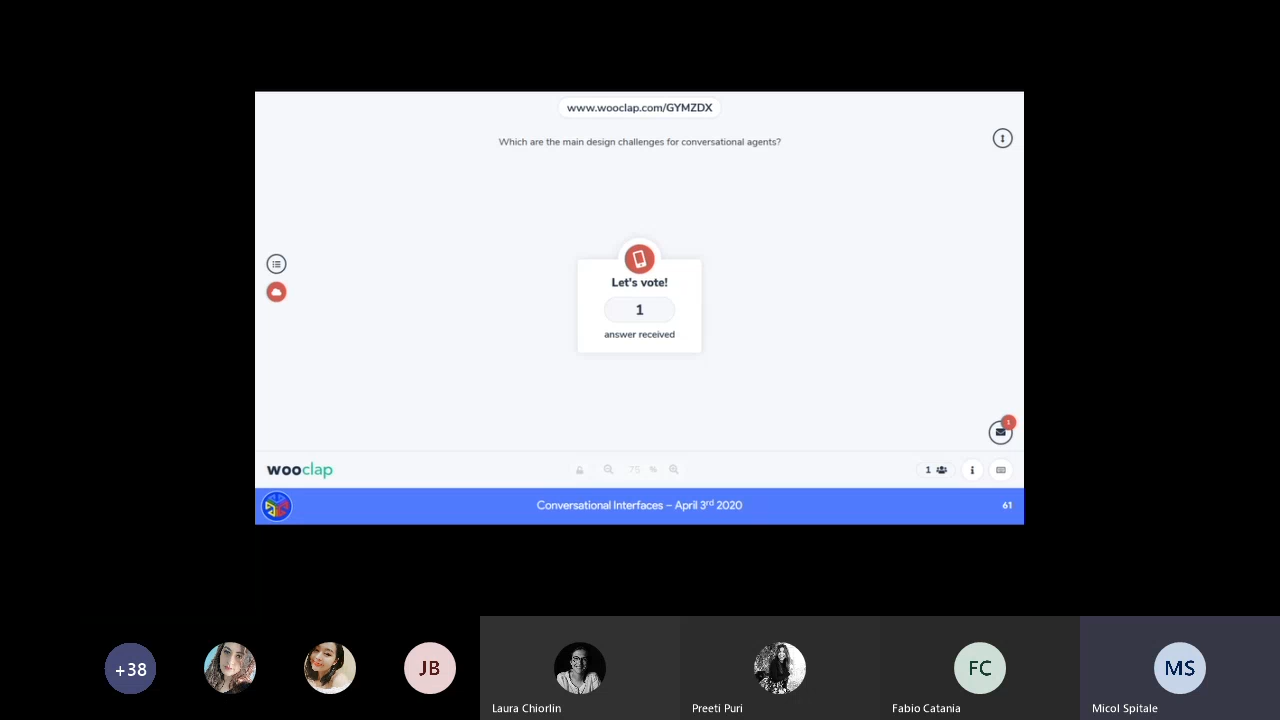 www.wooclap.com/GYMZDX
Which are the main design challenges for conversational agents?
Let's vote!
1
answer received
1
wooclap
75 %
1
Conversational Interfaces – April 3rd 2020
61
+38
JB
FC
MS
Laura Chiorlin
Preeti Puri
Fabio Catania
Micol Spitale